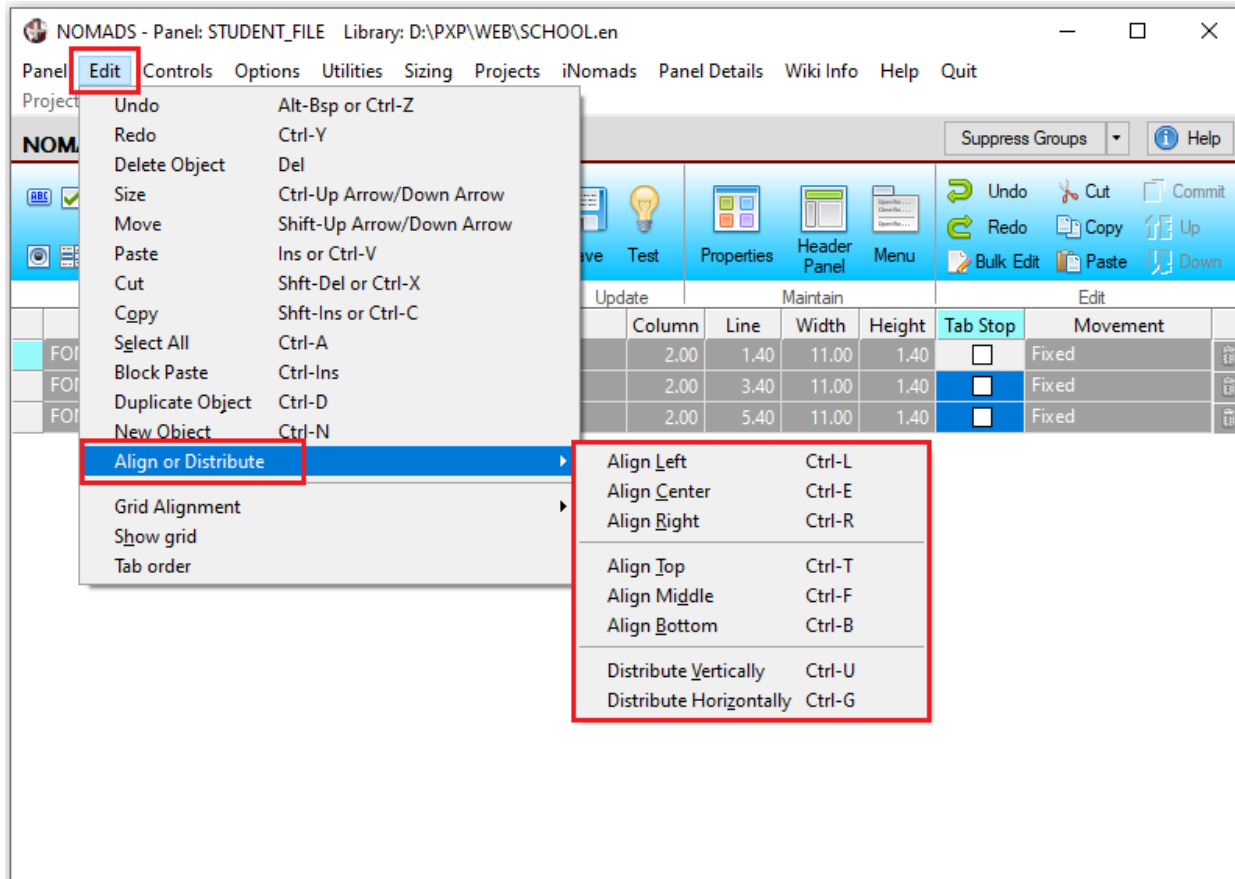 NOMADS - Panel: STUDENT_FILE Library: D:\PXP\WEB\SCHOOL.en
Panel Edit Controls Options Utilities Sizing Projects iNomads Panel Details Wiki Info Help Quit
Suppress Groups Help
Undo Alt-Bsp or Ctrl-Z
Redo Ctrl-Y
Delete Object Del
Size Ctrl-Up Arrow/Down Arrow
Move Shift-Up Arrow/Down Arrow
Paste Ins or Ctrl-V
Cut Shft-Del or Ctrl-X
Copy Shft-Ins or Ctrl-C
Select All Ctrl-A
Block Paste Ctrl-Ins
Duplicate Object Ctrl-D
New Object Ctrl-N
Align or Distribute
Grid Alignment
Show grid
Tab order
ABC
Test Properties Header Panel Menu
Undo Cut Commit
Redo Copy Up
Bulk Edit Paste Down
Update Maintain Edit
Column Line Width Height Tab Stop Movement
2.00 1.40 11.00 1.40 Fixed
2.00 3.40 11.00 1.40 Fixed
2.00 5.40 11.00 1.40 Fixed
Align Left Ctrl-L
Align Center Ctrl-E
Align Right Ctrl-R
Align Top Ctrl-T
Align Middle Ctrl-F
Align Bottom Ctrl-B
Distribute Vertically Ctrl-U
Distribute Horizontally Ctrl-G